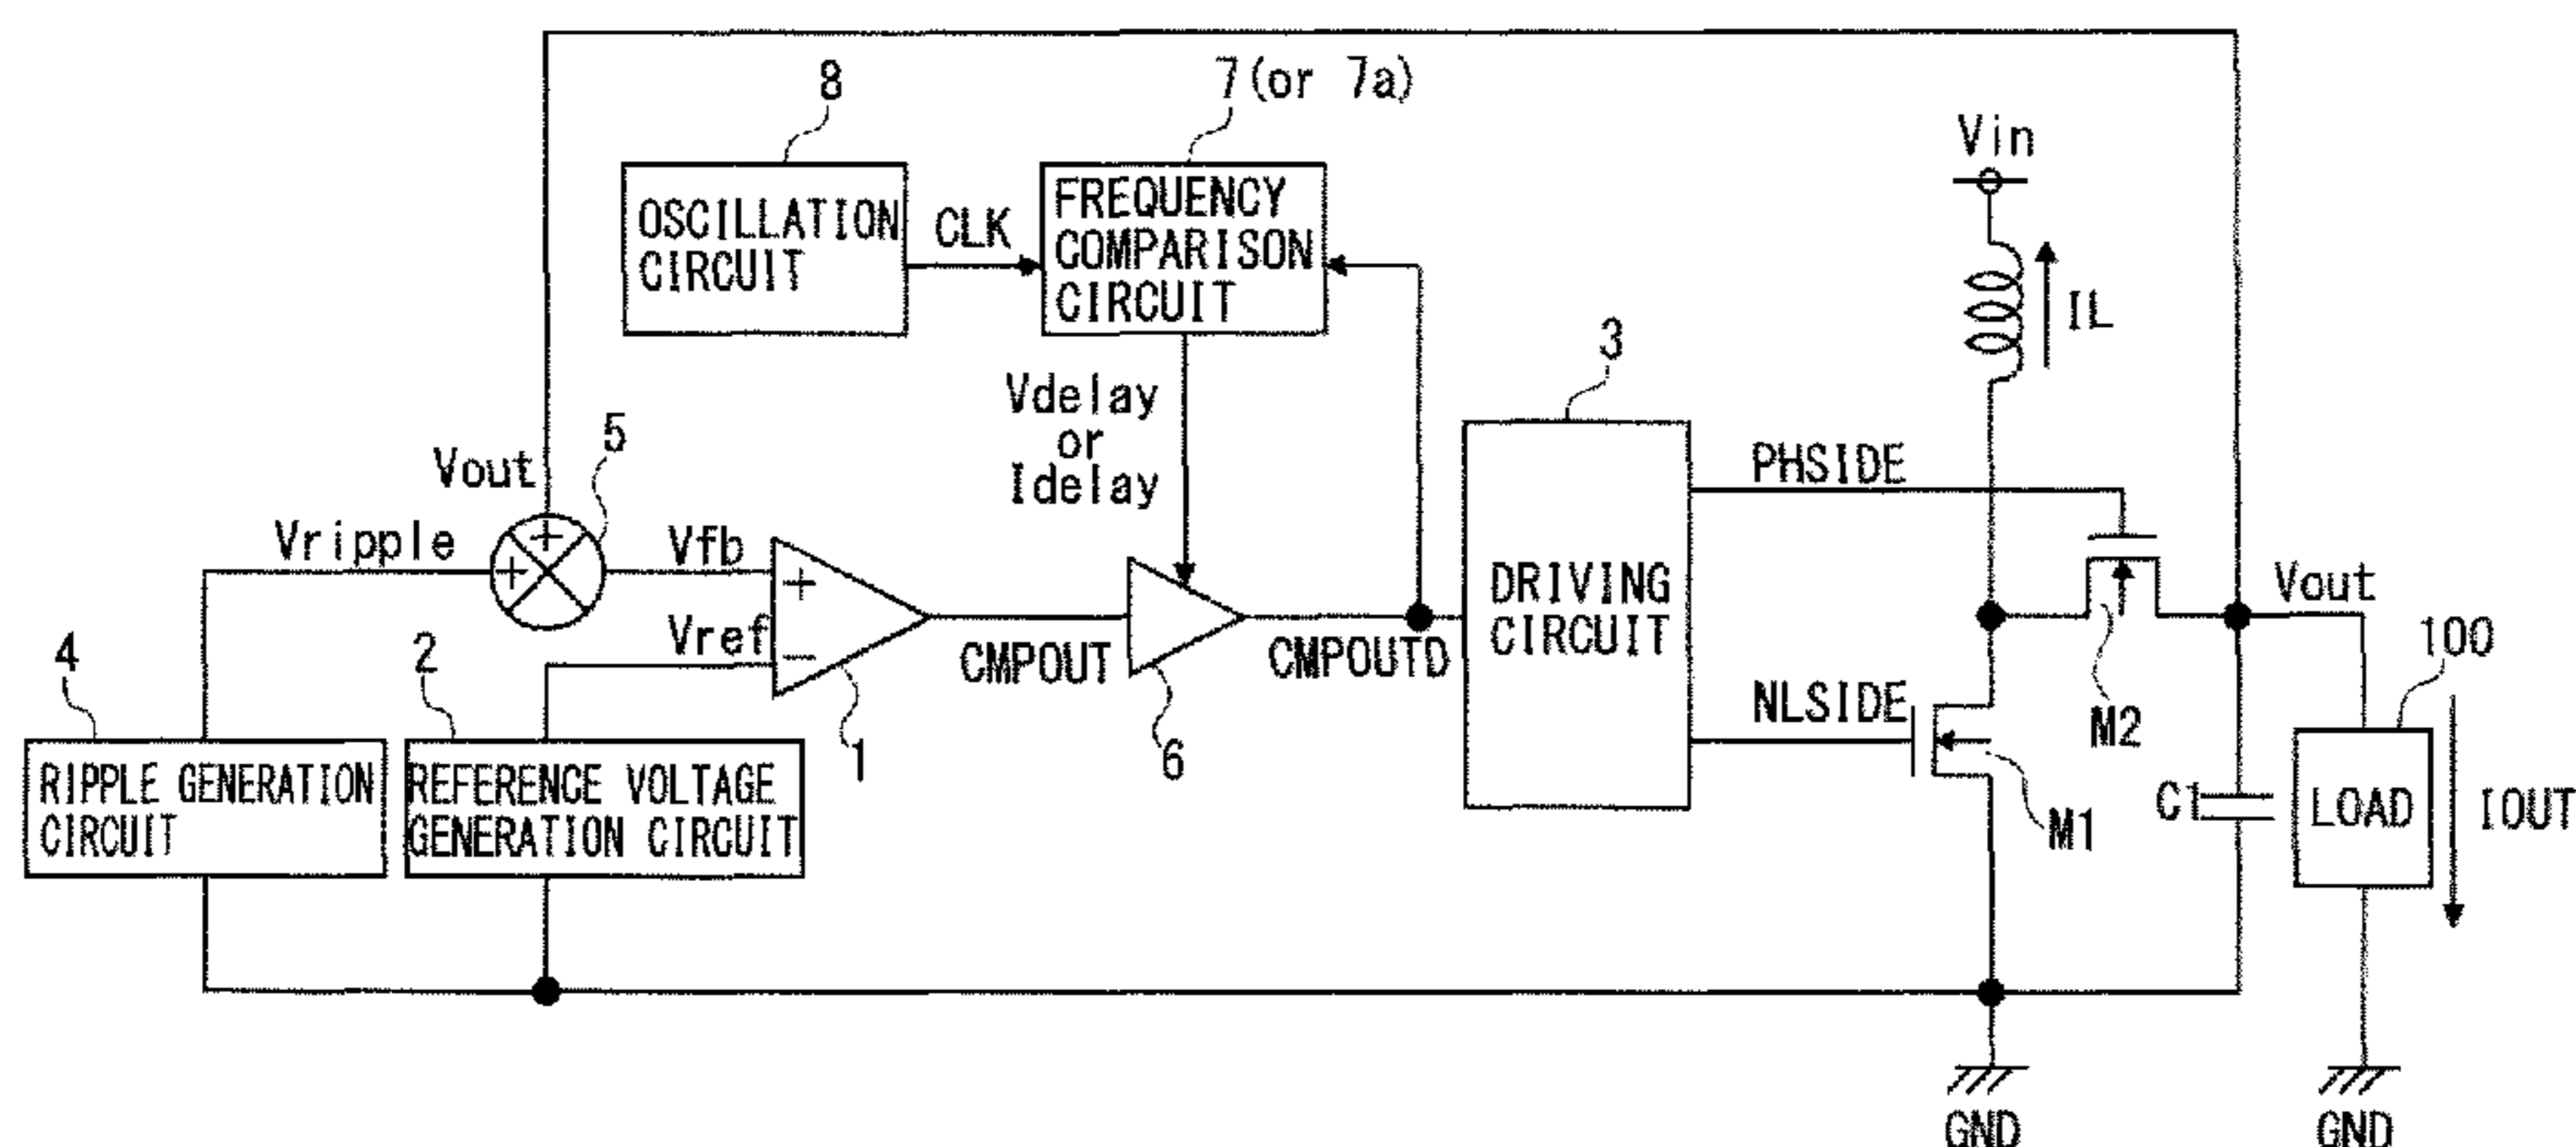 8
7(or 7a)
Vin
OSCILLATION
CIRCUIT
CLK
FREQUENCY
COMPARISON
CIRCUIT
IL
3
Vdelay
or
Idelay
Vout
5
PHSIDE
Vripple
+
+
Vfb
+
Vref
−
CMPOUT
CMPOUTD
DRIVING
CIRCUIT
Vout
4
2
1
6
NLSIDE
M2
100
RIPPLE GENERATION
CIRCUIT
REFERENCE VOLTAGE
GENERATION CIRCUIT
M1
C1
LOAD
IOUT
GND
GND